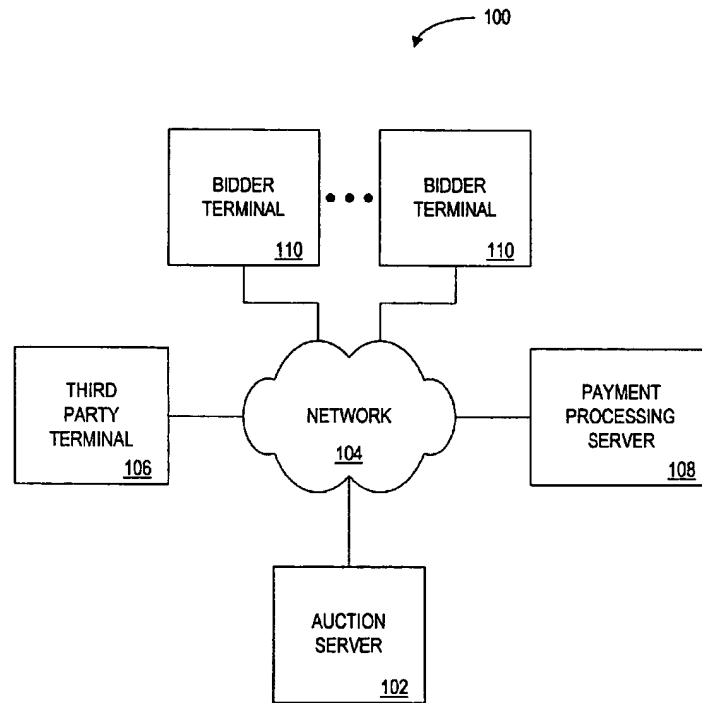 100
BIDDER
TERMINAL
110
BIDDER
TERMINAL
110
THIRD
PARTY
TERMINAL
106
NETWORK
104
PAYMENT
PROCESSING
SERVER
108
AUCTION
SERVER
102